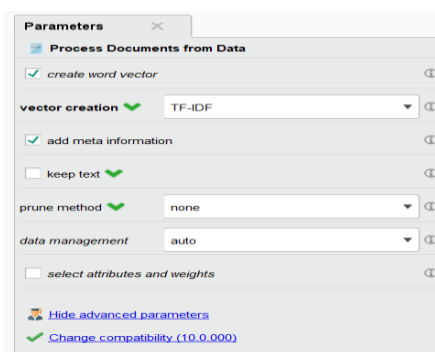 Parameters
Process Documents from Data
create word vector
vector creation TF-IDF
add meta information
keep text
prune method none
data management auto
select attributes and weights
Hide advanced parameters
Change compatibility (10.0.000)